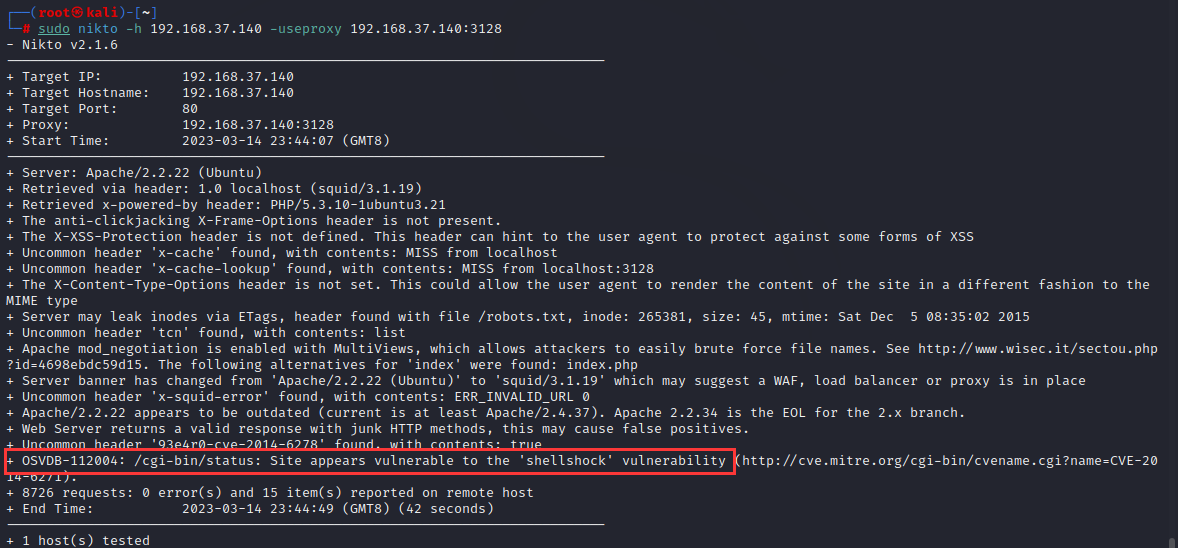 ┌──(root㉿kali)-[~]
└─# sudo nikto -h 192.168.37.140 -useproxy 192.168.37.140:3128
- Nikto v2.1.6
---------------------------------------------------------------------------
+ Target IP:          192.168.37.140
+ Target Hostname:    192.168.37.140
+ Target Port:        80
+ Proxy:              192.168.37.140:3128
+ Start Time:         2023-03-14 23:44:07 (GMT8)
---------------------------------------------------------------------------
+ Server: Apache/2.2.22 (Ubuntu)
+ Retrieved via header: 1.0 localhost (squid/3.1.19)
+ Retrieved x-powered-by header: PHP/5.3.10-1ubuntu3.21
+ The anti-clickjacking X-Frame-Options header is not present.
+ The X-XSS-Protection header is not defined. This header can hint to the user agent to protect against some forms of XSS
+ Uncommon header 'x-cache' found, with contents: MISS from localhost
+ Uncommon header 'x-cache-lookup' found, with contents: MISS from localhost:3128
+ The X-Content-Type-Options header is not set. This could allow the user agent to render the content of the site in a different fashion to the
MIME type
+ Server may leak inodes via ETags, header found with file /robots.txt, inode: 265381, size: 45, mtime: Sat Dec  5 08:35:02 2015
+ Uncommon header 'tcn' found, with contents: list
+ Apache mod_negotiation is enabled with MultiViews, which allows attackers to easily brute force file names. See http://www.wisec.it/sectou.php
?id=4698ebdc59d15. The following alternatives for 'index' were found: index.php
+ Server banner has changed from 'Apache/2.2.22 (Ubuntu)' to 'squid/3.1.19' which may suggest a WAF, load balancer or proxy is in place
+ Uncommon header 'x-squid-error' found, with contents: ERR_INVALID_URL 0
+ Apache/2.2.22 appears to be outdated (current is at least Apache/2.4.37). Apache 2.2.34 is the EOL for the 2.x branch.
+ Web Server returns a valid response with junk HTTP methods, this may cause false positives.
+ Uncommon header '93e4r0-cve-2014-6278' found, with contents: true
+ OSVDB-112004: /cgi-bin/status: Site appears vulnerable to the 'shellshock' vulnerability (http://cve.mitre.org/cgi-bin/cvename.cgi?name=CVE-20
14-6271).
+ 8726 requests: 0 error(s) and 15 item(s) reported on remote host
+ End Time:           2023-03-14 23:44:49 (GMT8) (42 seconds)
---------------------------------------------------------------------------
+ 1 host(s) tested